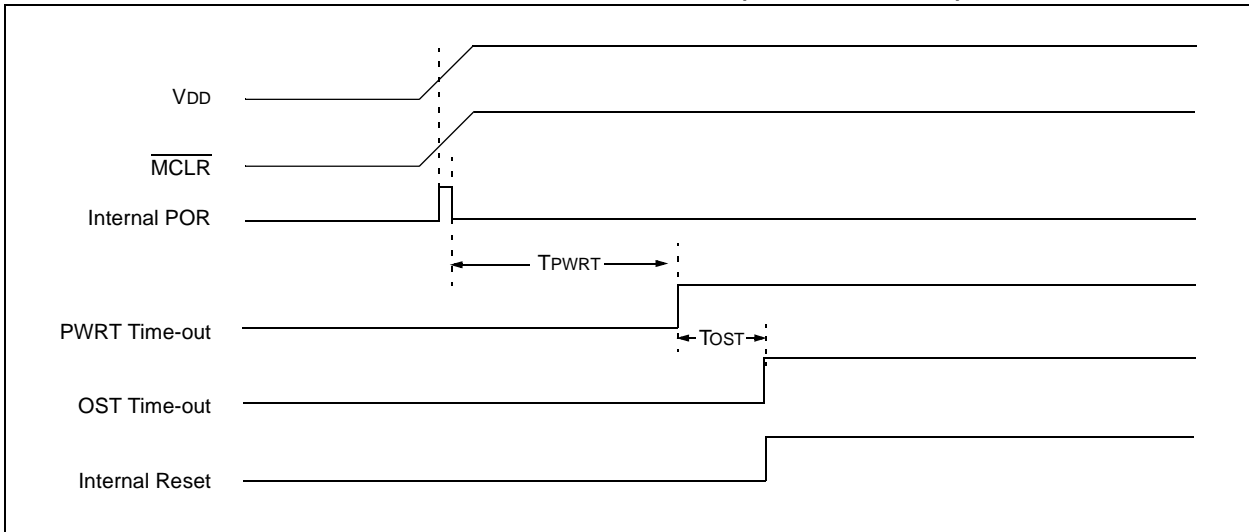 VDD
MCLR
Internal POR
TPWRT
PWRT Time-out
TOST
OST Time-out
Internal Reset